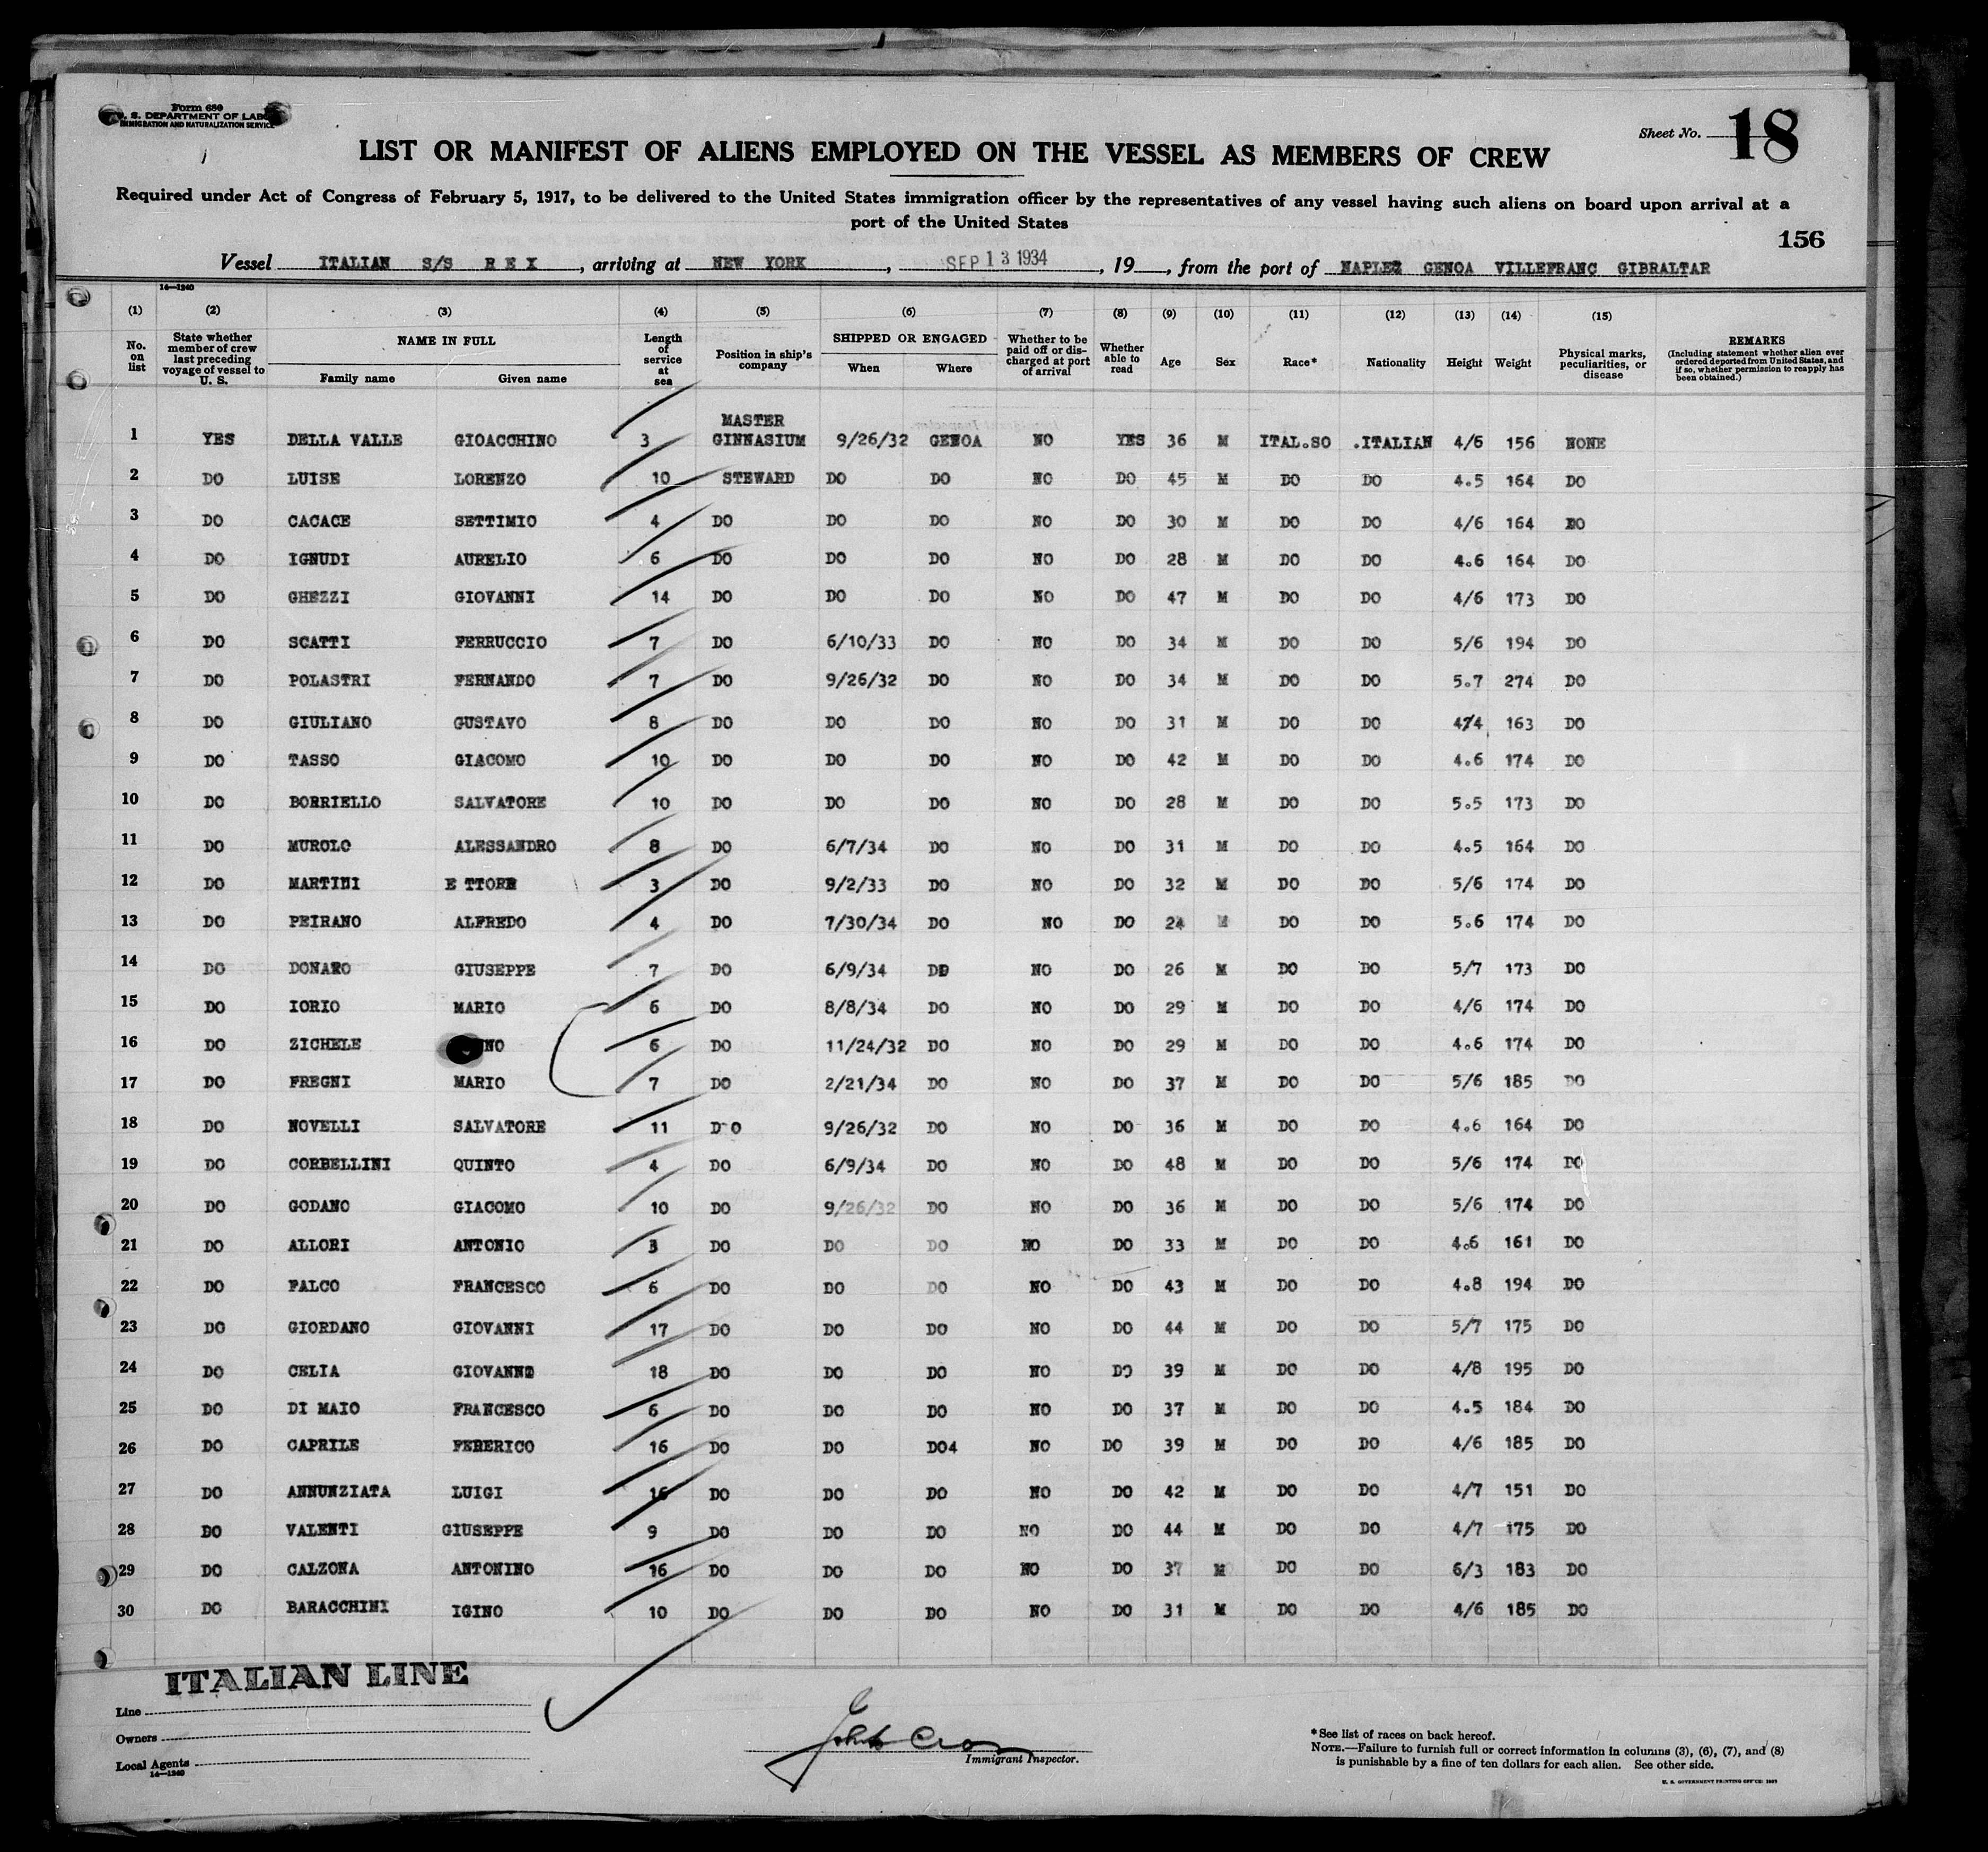 Form 680
U. S. DEPARTMENT OF LABOR
IMMIGRATION AND NATURALIZATION SERVICE
Sheet No. 18
LIST OR MANIFEST OF ALIENS EMPLOYED ON THE VESSEL AS MEMBERS OF CREW
Required under Act of Congress of February 5, 1917, to be delivered to the United States immigration officer by the representatives of any vessel having such aliens on board upon arrival at a
port of the United States
156
Vessel ITALIAN S/S REX, arriving at NEW YORK, SEP 13 1934, 19, from the port of NAPLES GENOA VILLEFRANC GIBRALTAR
14-1240
(1) (2) (3) (4) (5) (6) (7) (8) (9) (10) (11) (12) (13) (14) (15)
No. on list State whether member of crew last preceding voyage of vessel to U. S. NAME IN FULL Family name Given name Length of service at sea Position in ship's company SHIPPED OR ENGAGED When Where Whether to be paid off or discharged at port of arrival Whether able to read Age Sex Race* Nationality Height Weight Physical marks, peculiarities, or disease REMARKS (Including statement whether alien ever ordered deported from United States, and if so, whether permission to reapply has been obtained.)
1 YES DELLA VALLE GIOACCHINO 3 MASTER GINNASIUM 9/26/32 GENOA NO YES 36 M ITAL.SO .ITALIAN 4/6 156 NONE
2 DO LUISE LORENZO 10 STEWARD DO DO NO DO 45 M DO DO 4.5 164 DO
3 DO CACACE SETTIMIO 4 DO DO DO NO DO 30 M DO DO 4/6 164 DO
4 DO IGNUDI AURELIO 6 DO DO DO NO DO 28 M DO DO 4.6 164 DO
5 DO GHEZZI GIOVANNI 14 DO DO DO NO DO 47 M DO DO 4/6 173 DO
6 DO SCATTI FERRUCCIO 7 DO 6/10/33 DO NO DO 34 M DO DO 5/6 194 DO
7 DO POLASTRI FERNANDO 7 DO 9/26/32 DO NO DO 34 M DO DO 5.7 274 DO
8 DO GIULIANO GUSTAVO 8 DO DO DO NO DO 31 M DO DO 4/4 163 DO
9 DO TASSO GIACOMO 10 DO DO DO NO DO 42 M DO DO 4.6 174 DO
10 DO BORRIELLO SALVATORE 10 DO DO DO NO DO 28 M DO DO 5.5 173 DO
11 DO MUROLO ALESSANDRO 8 DO 6/7/34 DO NO DO 31 M DO DO 4.5 164 DO
12 DO MARTINI E TTORE 3 DO 9/2/33 DO NO DO 32 M DO DO 5/6 174 DO
13 DO PEIRANO ALFREDO 4 DO 7/30/34 DO NO DO 24 M DO DO 5.6 174 DO
14 DO GIUSEPPE 7 DO 6/9/34 DO NO DO 26 M DO DO 5/7 173 DO
15 DO IORIO MARIO 6 DO 8/8/34 DO NO DO 29 M DO DO 4/6 174 DO
16 DO ZICHELE 6 DO 11/24/32 DO NO DO 29 M DO DO 4.6 174 DO
17 DO FREGNI MARIO 7 DO 2/21/34 DO NO DO 37 M DO DO 5/6 185 DO
18 DO NOVELLI SALVATORE 11 D O 9/26/32 DO NO DO 36 M DO DO 4.6 164 DO
19 DO CORBELLINI QUINTO 4 DO 6/9/34 DO NO DO 48 M DO DO 5/6 174 DO
20 DO GODANO GIACOMO 10 DO 9/26/32 DO NO DO 36 M DO DO 5/6 174 DO
21 DO ALLORI ANTONIO 3 DO DO DO NO DO 33 M DO DO 4.6 161 DO
22 DO FALCO FRANCESCO 6 DO DO DO NO DO 43 M DO DO 4.8 194 DO
23 DO GIORDANO GIOVANNI 17 DO DO DO NO DO 44 M DO DO 5/7 175 DO
24 DO CELIA GIOVANNI 18 DO DO DO NO DO 39 M DO DO 4/8 195 DO
25 DO DI MAIO FRANCESCO 6 DO DO DO NO DO 37 M DO DO 4.5 184 DO
26 DO CAPRILE FEBERICO 16 DO DO DO4 NO DO 39 M DO DO 4/6 185 DO
27 DO ANNUNZIATA LUIGI 16 DO DO DO NO DO 42 M DO DO 4/7 151 DO
28 DO VALENTI GIUSEPPE 9 DO DO DO NO DO 44 M DO DO 4/7 175 DO
29 DO CALZONA ANTONINO 16 DO DO DO NO DO 37 M DO DO 6/3 183 DO
30 DO BARACCHINI IGINO 10 DO DO DO NO DO 31 M DO DO 4/6 185 DO
ITALIAN LINE
Line
Owners
Local Agents
14-1240
Immigrant Inspector.
*See list of races on back hereof.
NOTE.—Failure to furnish full or correct information in columns (3), (6), (7), and (8)
is punishable by a fine of ten dollars for each alien. See other side.
U. S. GOVERNMENT PRINTING OFFICE: